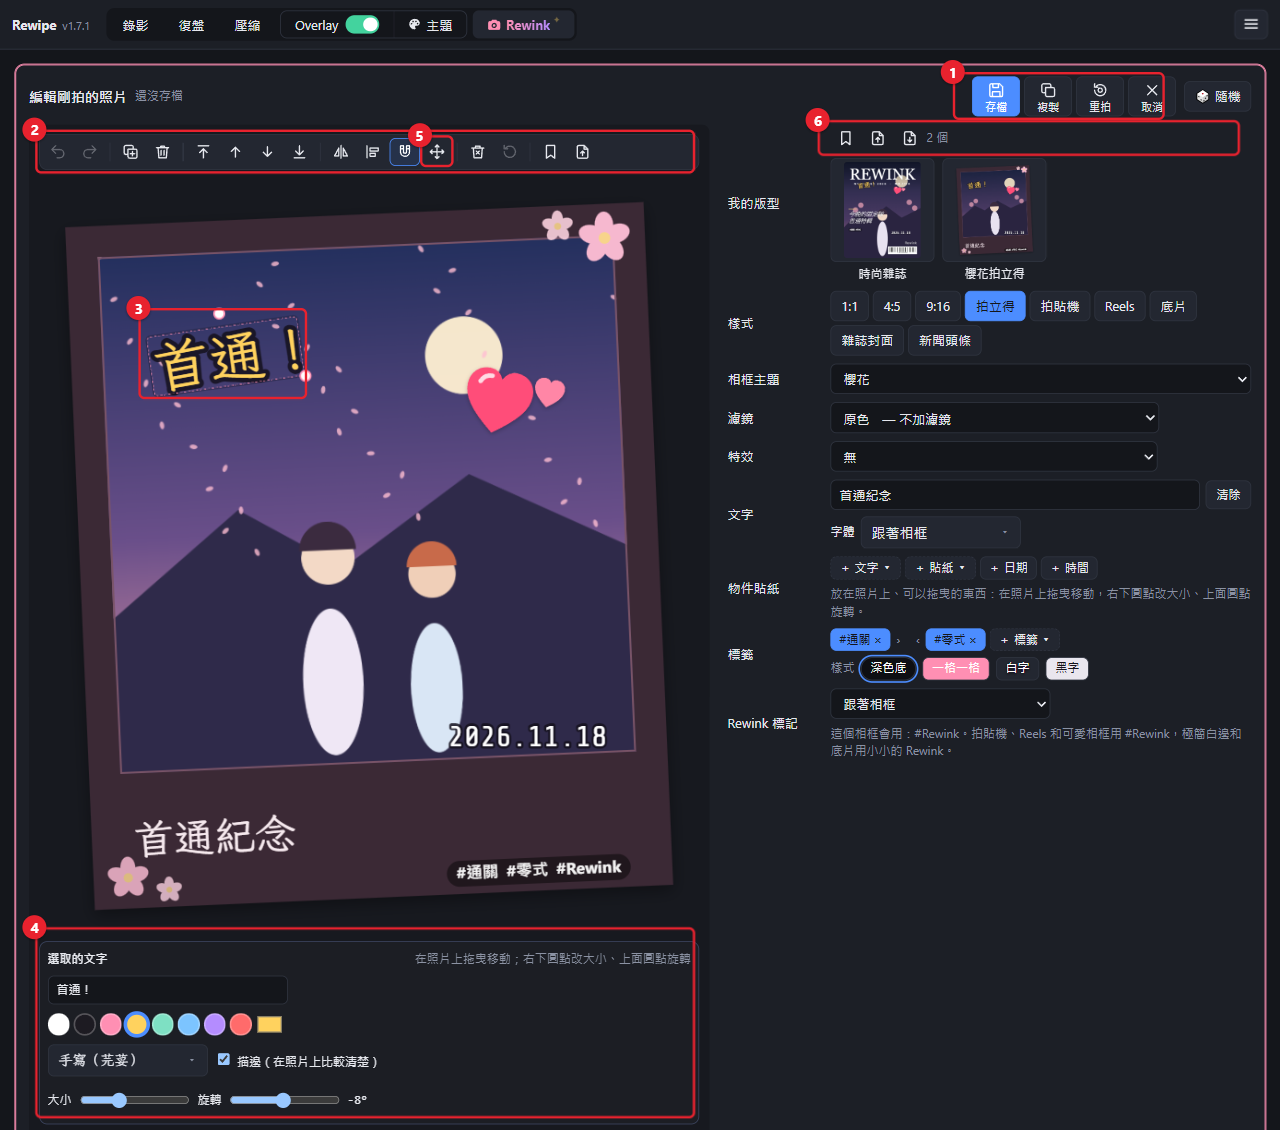 Rewipe v1.7.1 錄影 復盤 壓縮 Overlay 主題 Rewink
編輯剛拍的照片 還沒存檔
1
存檔 複製 重拍 取消 隨機
2
5
6
2 個
我的版型
REWINK
時尚雜誌 櫻花拍立得
樣式
1:1 4:5 9:16 拍立得 拍貼機 Reels 底片
雜誌封面 新聞頭條
相框主題 櫻花
濾鏡 原色 — 不加濾鏡
特效 無
文字 首通紀念 清除
字體 跟著相框
物件貼紙
+ 文字 + 貼紙 + 日期 + 時間
放在照片上、可以拖曳的東西：在照片上拖曳移動，右下圓點改大小、上面圓點
旋轉。
標籤
#通關 × › ‹ #零式 × + 標籤
樣式 深色底 一格一格 白字 黑字
Rewink 標記 跟著相框
這個相框會用：#Rewink。拍貼機、Reels 和可愛相框用 #Rewink，極簡白邊和
底片用小小的 Rewink。
3
首通！
2026.11.18
首通紀念
#通關 #零式 #Rewink
4
選取的文字 在照片上拖曳移動；右下圓點改大小、上面圓點旋轉
首通！
手寫（芫荽） 描邊（在照片上比較清楚）
大小 旋轉 -8°